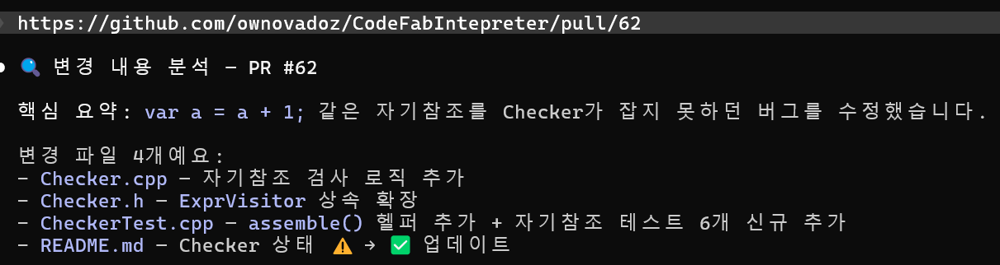 https://github.com/ownovadoz/CodeFabIntepreter/pull/62
● 🔍 변경 내용 분석 — PR #62
핵심 요약: var a = a + 1; 같은 자기참조를 Checker가 잡지 못하던 버그를 수정했습니다.
변경 파일 4개예요:
- Checker.cpp — 자기참조 검사 로직 추가
- Checker.h — ExprVisitor 상속 확장
- CheckerTest.cpp — assemble() 헬퍼 추가 + 자기참조 테스트 6개 신규 추가
- README.md — Checker 상태 ⚠️ → ✅ 업데이트